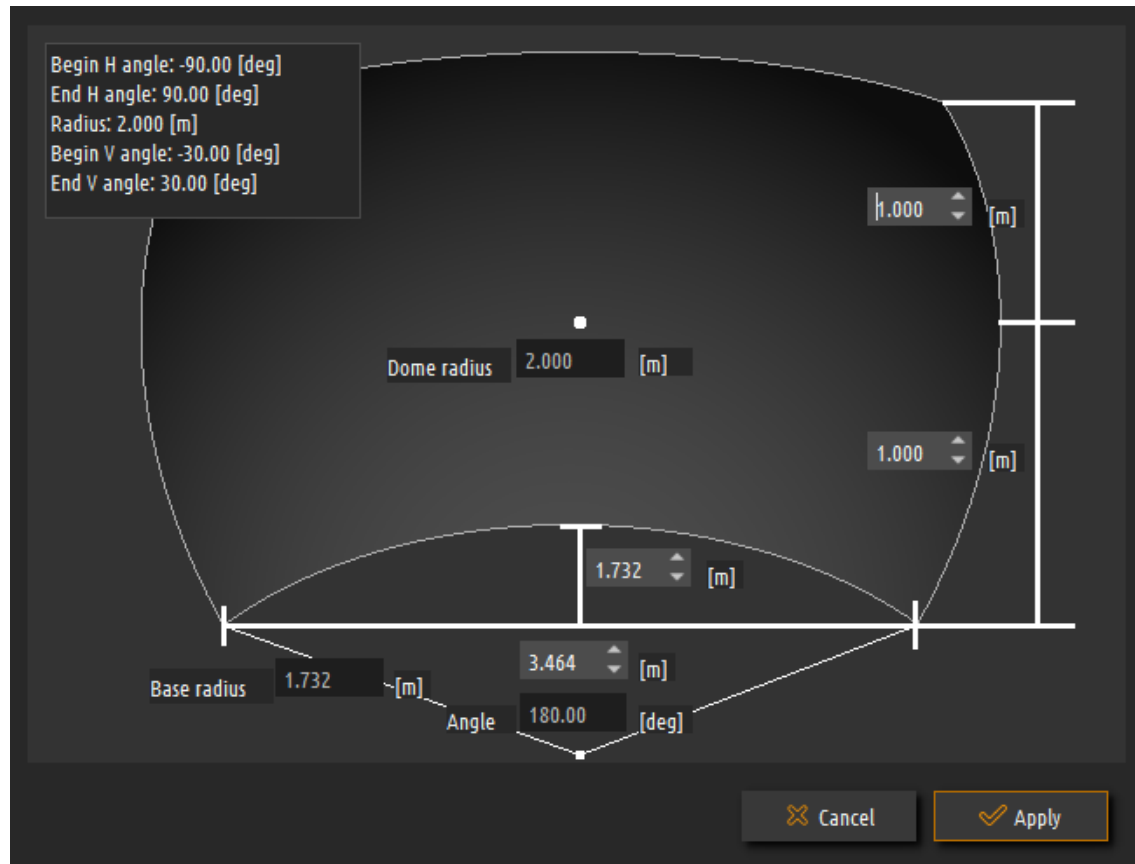 Begin H angle: -90.00 [deg]
End H angle: 90.00 [deg]
Radius: 2.000 [m]
Begin V angle: -30.00 [deg]
End V angle: 30.00 [deg]
1.000 [m]
Dome radius 2.000 [m]
1.000 [m]
1.732 [m]
3.464 [m]
Base radius 1.732 [m]
Angle 180.00 [deg]
Cancel
Apply